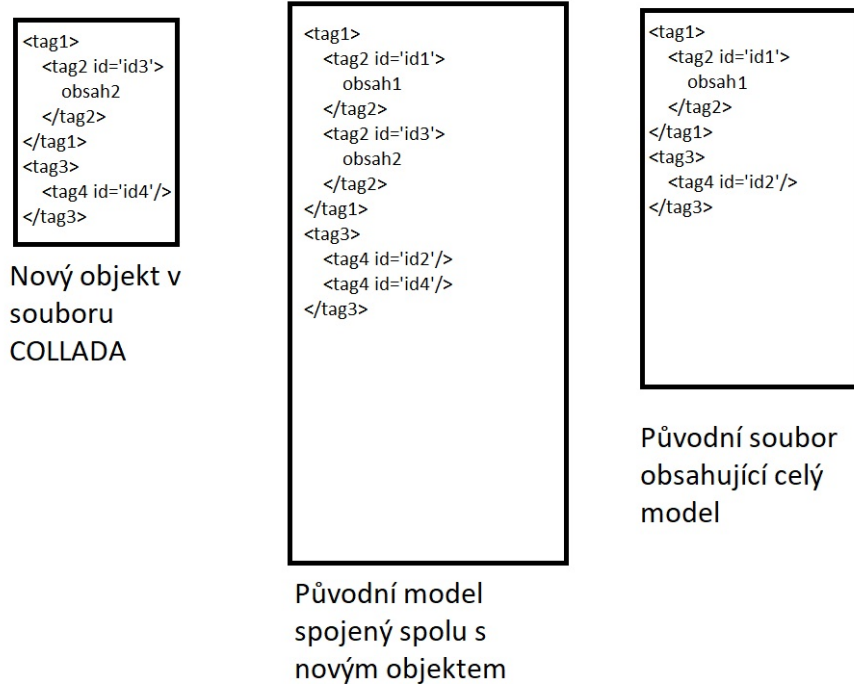 <tag1>
<tag2 id='id3'>
obsah2
</tag2>
</tag1>
<tag3>
<tag4 id='id4'/>
</tag3>
Nový objekt v
souboru
COLLADA
<tag1>
<tag2 id='id1'>
obsah1
</tag2>
<tag2 id='id3'>
obsah2
</tag2>
</tag1>
<tag3>
<tag4 id='id2'/>
<tag4 id='id4'/>
</tag3>
Původní model
spojený spolu s
novým objektem
<tag1>
<tag2 id='id1'>
obsah1
</tag2>
</tag1>
<tag3>
<tag4 id='id2'/>
</tag3>
Původní soubor
obsahující celý
model